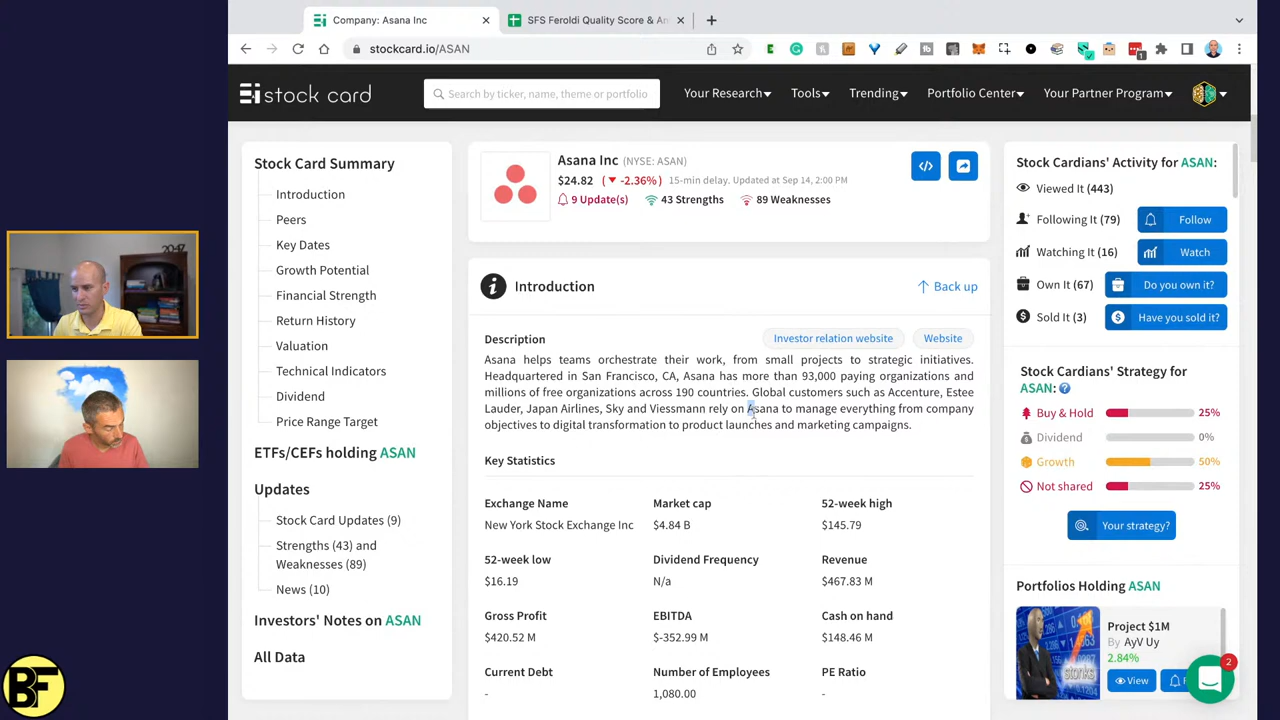 Company: Asana Inc
SFS Feroldi Quality Score & An
stockcard.io/ASAN
1
stock card
Search by ticker, name, theme or portfolio
Your Research
Tools
Trending
Portfolio Center
Your Partner Program
Stock Card Summary
Introduction
Peers
Key Dates
Growth Potential
Financial Strength
Return History
Valuation
Technical Indicators
Dividend
Price Range Target
ETFs/CEFs holding ASAN
Updates
Stock Card Updates (9)
Strengths (43) and
Weaknesses (89)
News (10)
Investors' Notes on ASAN
All Data
Asana Inc (NYSE: ASAN)
$24.82 (▼ -2.36%) 15-min delay. Updated at Sep 14, 2:00 PM
9 Update(s) 43 Strengths 89 Weaknesses
</>
i Introduction
↑ Back up
Description
Investor relation website
Website
Asana helps teams orchestrate their work, from small projects to strategic initiatives.
Headquartered in San Francisco, CA, Asana has more than 93,000 paying organizations and
millions of free organizations across 190 countries. Global customers such as Accenture, Estee
Lauder, Japan Airlines, Sky and Viessmann rely on Asana to manage everything from company
objectives to digital transformation to product launches and marketing campaigns.
Key Statistics
Exchange Name Market cap 52-week high
New York Stock Exchange Inc $4.84 B $145.79
52-week low Dividend Frequency Revenue
$16.19 N/a $467.83 M
Gross Profit EBITDA Cash on hand
$420.52 M $-352.99 M $148.46 M
Current Debt Number of Employees PE Ratio
- 1,080.00 -
Stock Cardians' Activity for ASAN:
Viewed It (443)
Following It (79) Follow
Watching It (16) Watch
Own It (67) Do you own it?
Sold It (3) Have you sold it?
Stock Cardians' Strategy for
ASAN: ?
Buy & Hold 25%
Dividend 0%
Growth 50%
Not shared 25%
Your strategy?
Portfolios Holding ASAN
Project $1M
By AyV Uy
2.84%
View
stonks
2
BF